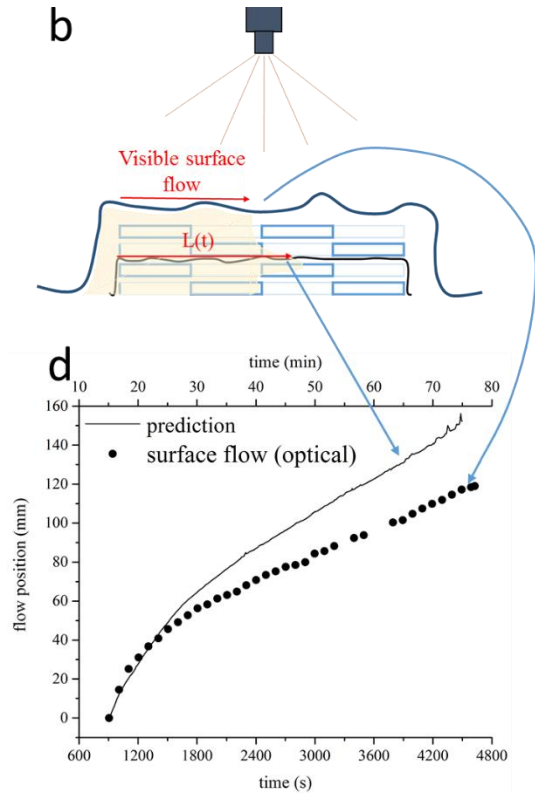 b
Visible surface
flow
L(t)
d
time (min)
10 20 30 40 50 60 70 80
160
140
120
100
80
60
40
20
0
prediction
surface flow (optical)
flow position (mm)
600 1200 1800 2400 3000 3600 4200 4800
time (s)